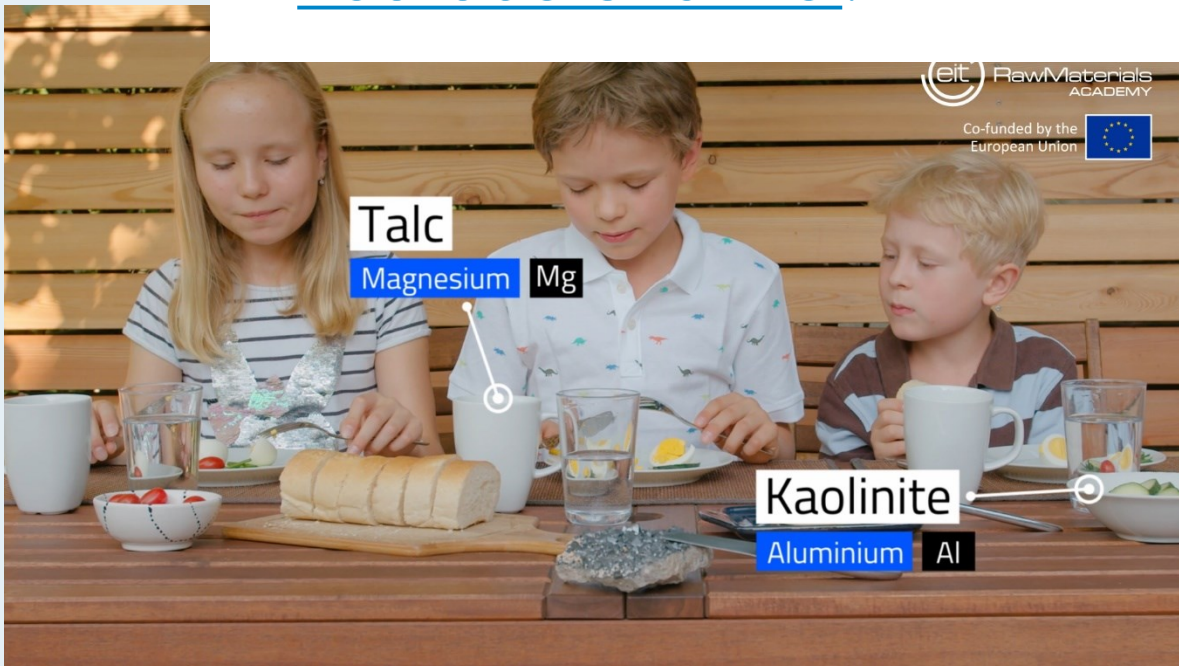 eit RawMaterials
ACADEMY
Co-funded by the
European Union
Talc
Magnesium Mg
Kaolinite
Aluminium Al